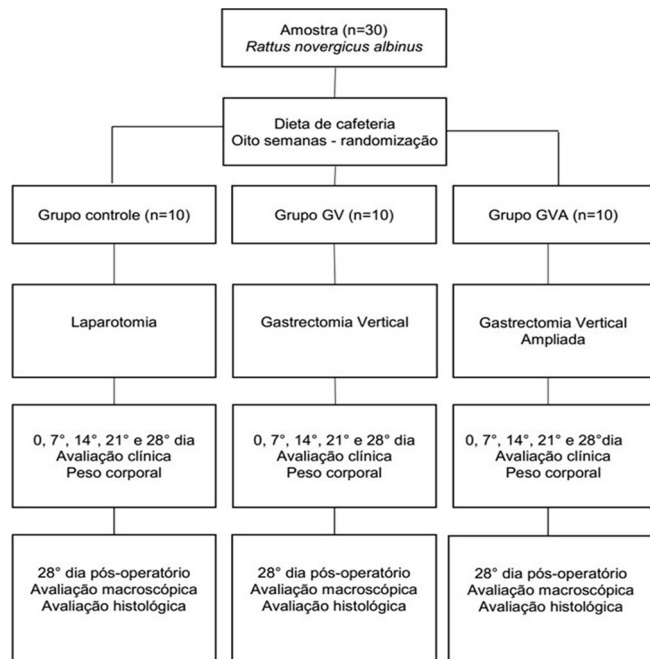 Amostra (n=30)
Rattus novergicus albinus
Dieta de cafeteria
Oito semanas - randomização
Grupo controle (n=10)
Grupo GV (n=10)
Grupo GVA (n=10)
Laparotomia
Gastrectomia Vertical
Gastrectomia Vertical
Ampliada
0, 7°, 14°, 21° e 28° dia
Avaliação clínica
Peso corporal
0, 7°, 14°, 21° e 28° dia
Avaliação clínica
Peso corporal
0, 7°, 14°, 21° e 28°dia
Avaliação clínica
Peso corporal
28° dia pós-operatório
Avaliação macroscópica
Avaliação histológica
28° dia pós-operatório
Avaliação macroscópica
Avaliação histológica
28° dia pós-operatório
Avaliação macroscópica
Avaliação histológica